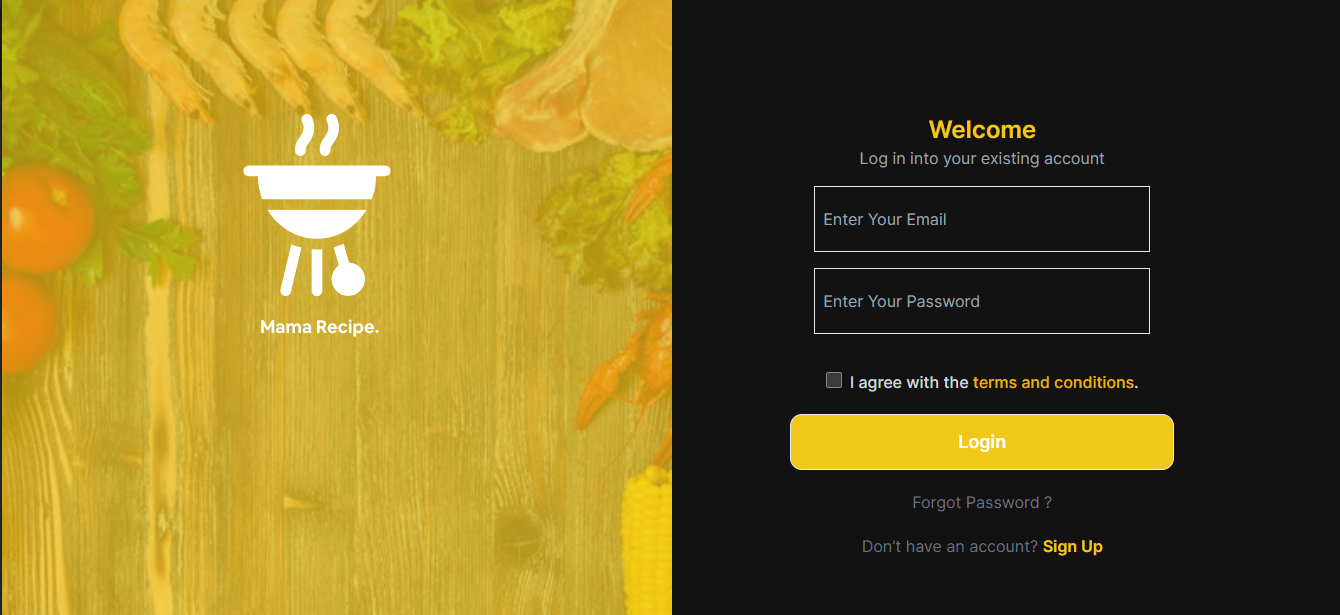 Mama Recipe.
Welcome
Log in into your existing account
Enter Your Email
Enter Your Password
I agree with the terms and conditions.
Login
Forgot Password ?
Don’t have an account? Sign Up